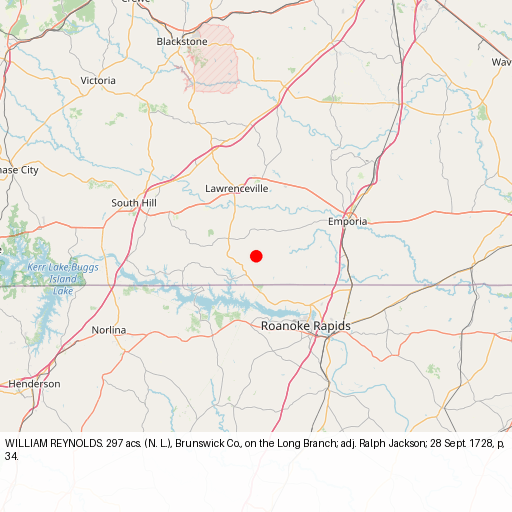 Crewe
Blackstone
Wav
Victoria
hase City
Lawrenceville
South Hill
Emporia
e
Kerr Lake Buggs
Island
Lake
Norlina
Roanoke Rapids
Henderson
WILLIAM REYNOLDS. 297 acs. (N. L.), Brunswick Co., on the Long Branch; adj. Ralph Jackson; 28 Sept. 1728, p,
34.